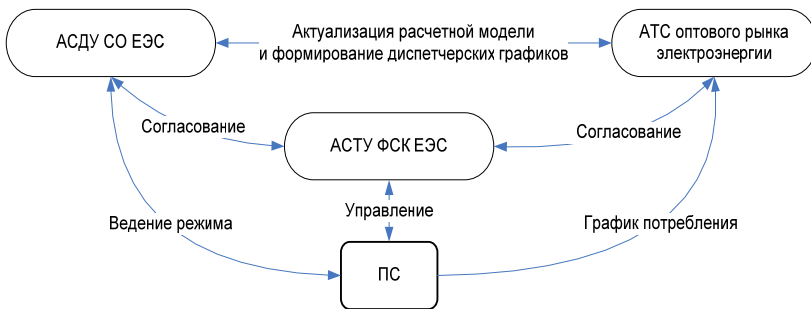 АСДУ СО ЕЭС
Актуализация расчетной модели
и формирование диспетчерских графиков
АТС оптового рынка
электроэнергии
Согласование
АСТУ ФСК ЕЭС
Согласование
Ведение режима
Управление
График потребления
ПС